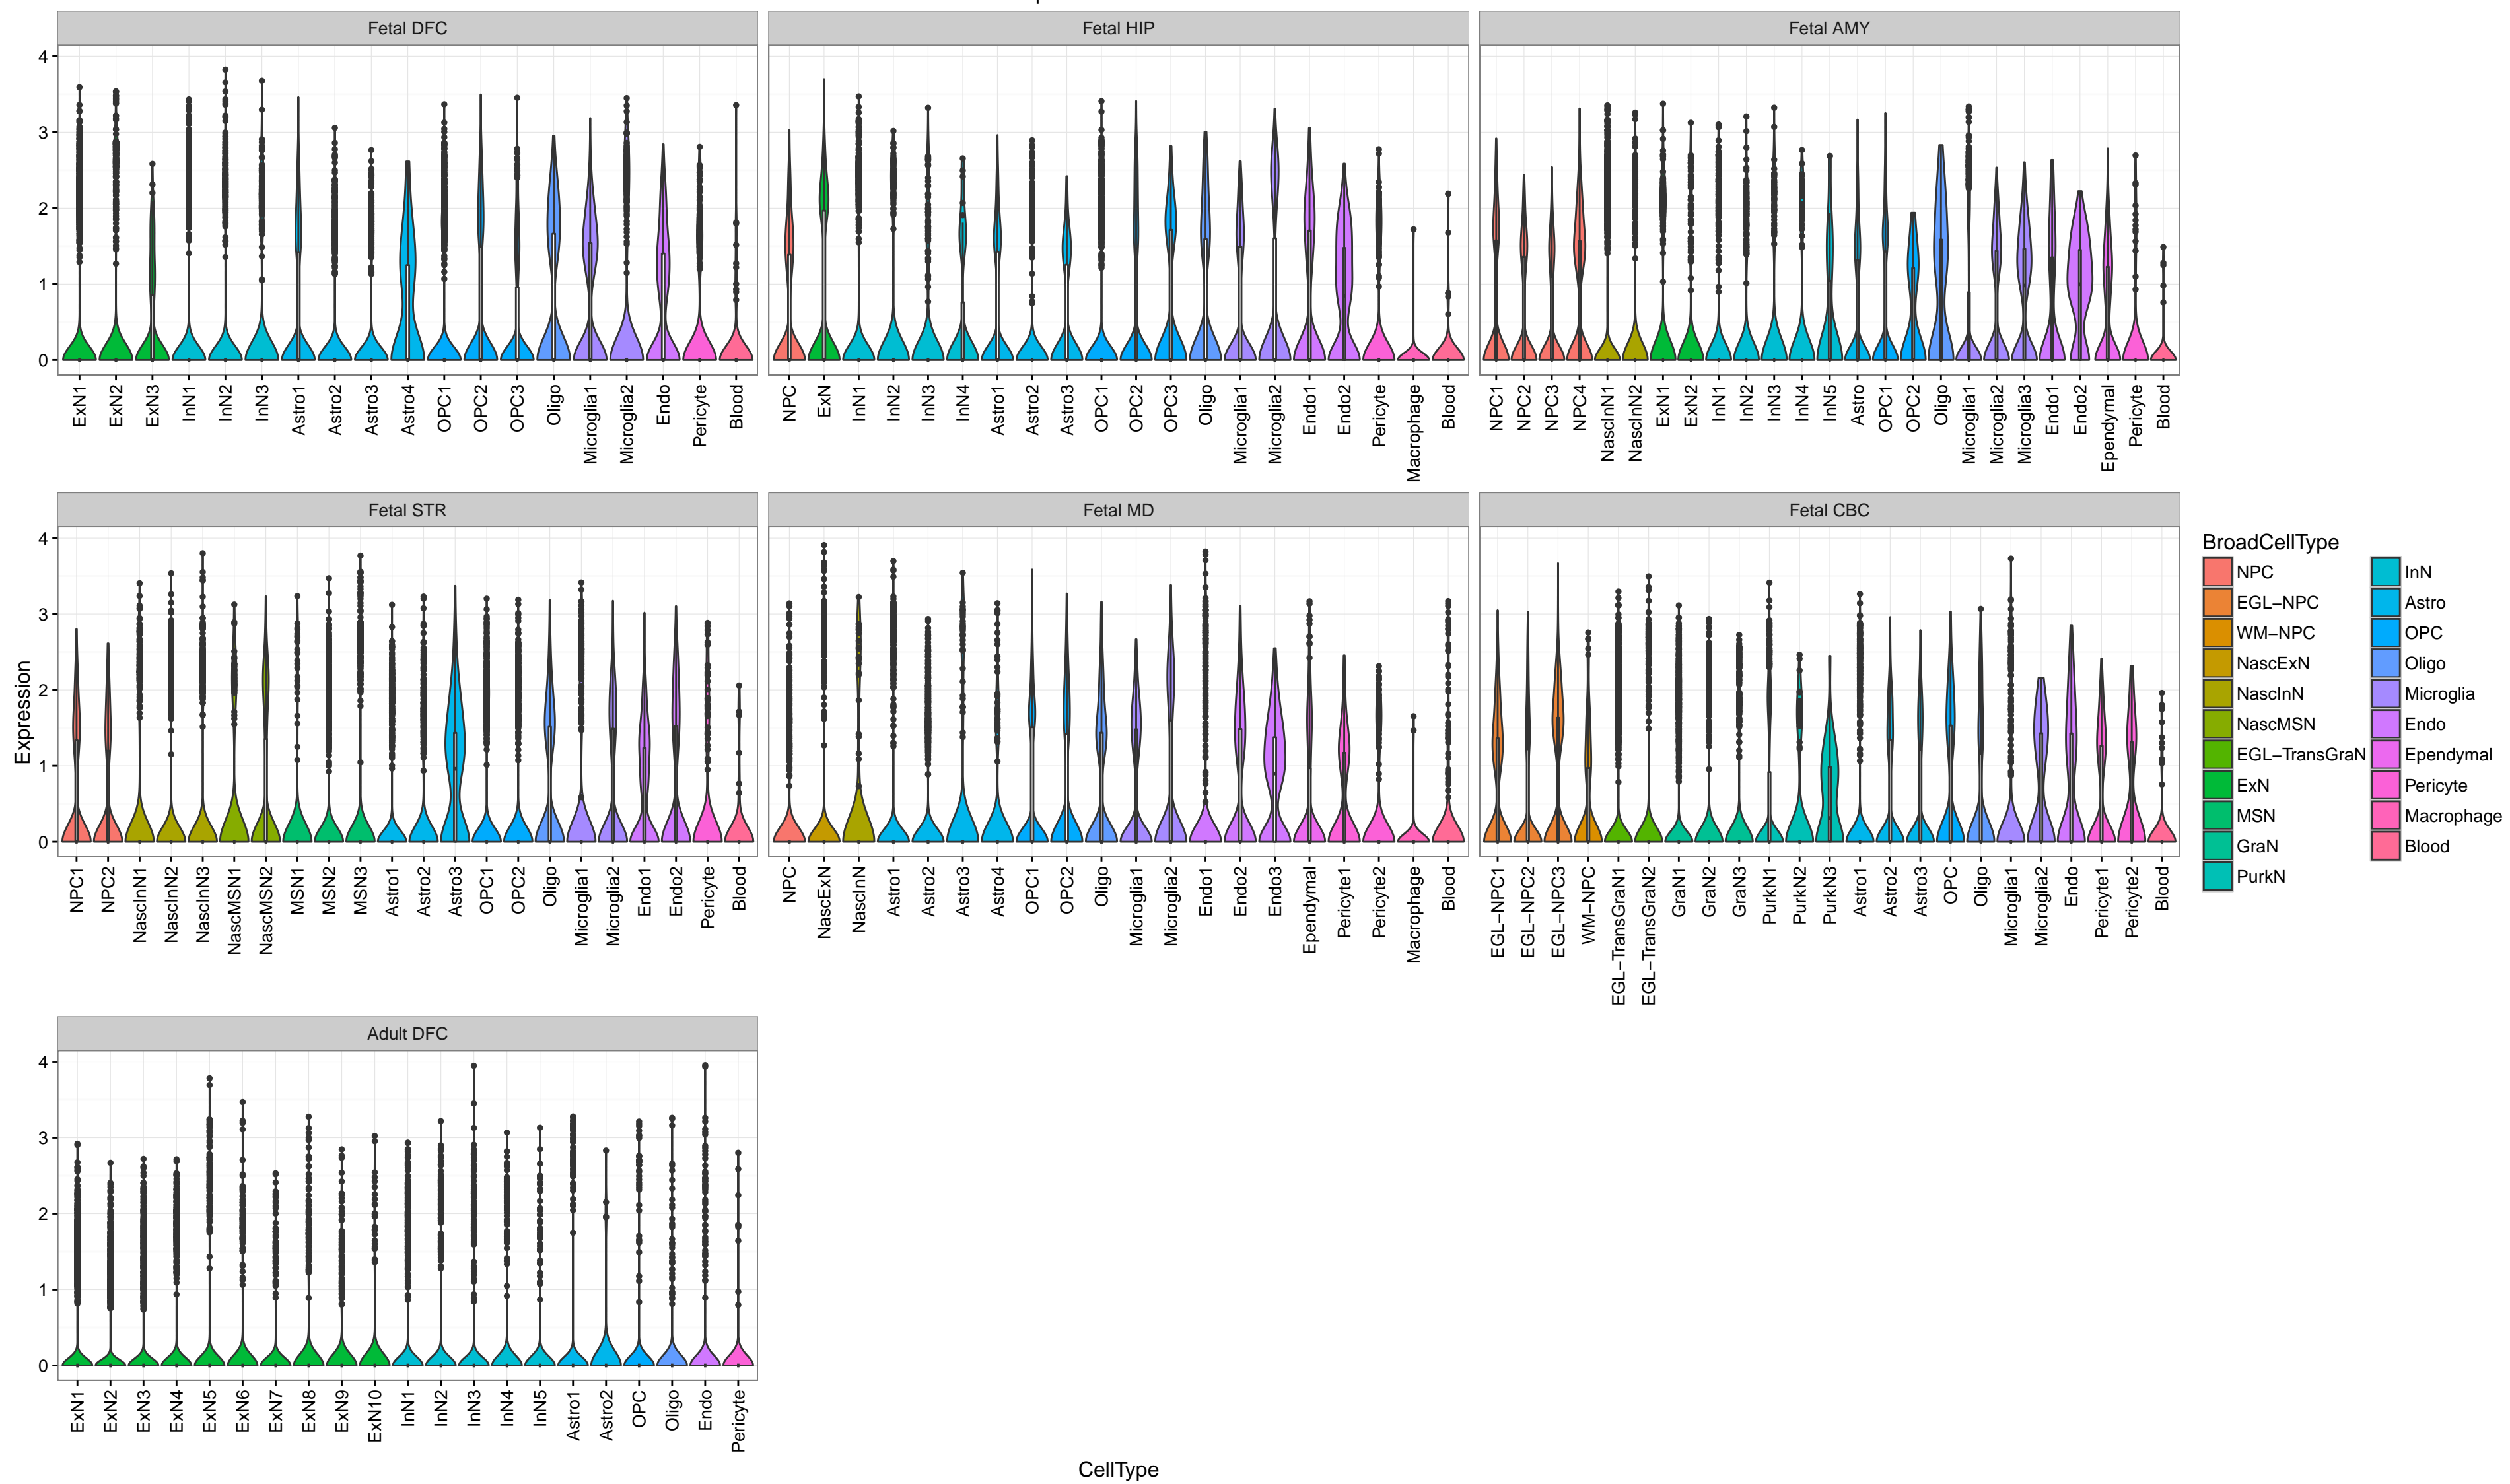 Fetal DFC Fetal HIP Fetal AMY
4
3
2
1
0
ExN1 ExN2 ExN3 InN1 InN2 InN3 Astro1 Astro2 Astro3 Astro4 OPC1 OPC2 OPC3 Oligo Microglia1 Microglia2 Endo Pericyte Blood
NPC ExN InN1 InN2 InN3 InN4 Astro1 Astro2 Astro3 OPC1 OPC2 OPC3 Oligo Microglia1 Microglia2 Endo1 Endo2 Pericyte Macrophage Blood
NPC1 NPC2 NPC3 NPC4 NascInN1 NascInN2 ExN1 ExN2 InN1 InN2 InN3 InN4 InN5 Astro OPC1 OPC2 Oligo Microglia1 Microglia2 Microglia3 Endo1 Endo2 Ependymal Pericyte Blood
Fetal STR Fetal MD Fetal CBC
4
3
2
1
0
Expression
NPC1 NPC2 NascInN1 NascInN2 NascInN3 NascMSN1 NascMSN2 MSN1 MSN2 MSN3 Astro1 Astro2 Astro3 OPC1 OPC2 Oligo Microglia1 Microglia2 Endo1 Endo2 Pericyte Blood
NPC NascExN NascInN Astro1 Astro2 Astro3 Astro4 OPC1 OPC2 Oligo Microglia1 Microglia2 Endo1 Endo2 Endo3 Ependymal Pericyte1 Pericyte2 Macrophage Blood
EGL−NPC1 EGL−NPC2 EGL−NPC3 WM−NPC EGL−TransGraN1 EGL−TransGraN2 GraN1 GraN2 GraN3 PurkN1 PurkN2 PurkN3 Astro1 Astro2 Astro3 OPC Oligo Microglia1 Microglia2 Endo Pericyte1 Pericyte2 Blood
BroadCellType
NPC InN
EGL−NPC Astro
WM−NPC OPC
NascExN Oligo
NascInN Microglia
NascMSN Endo
EGL−TransGraN Ependymal
ExN Pericyte
MSN Macrophage
GraN Blood
PurkN
Adult DFC
4
3
2
1
0
ExN1 ExN2 ExN3 ExN4 ExN5 ExN6 ExN7 ExN8 ExN9 ExN10 InN1 InN2 InN3 InN4 InN5 Astro1 Astro2 OPC Oligo Endo Pericyte
CellType